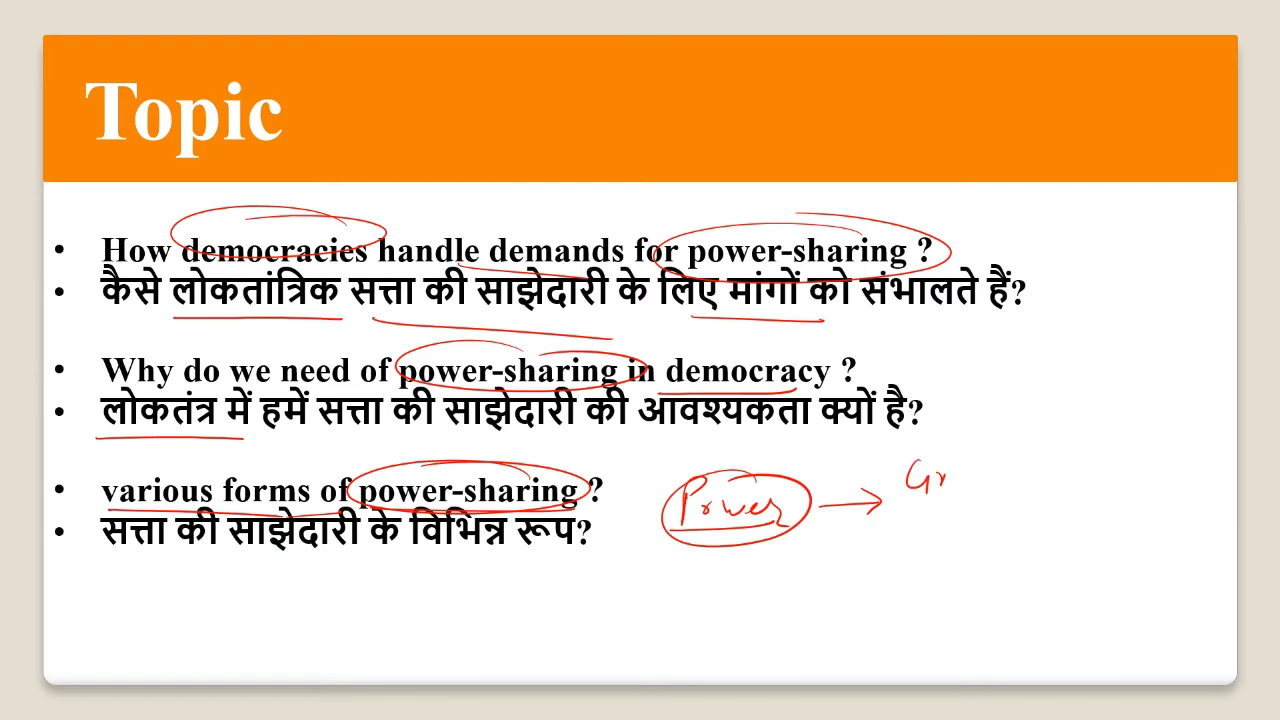 Topic
• How democracies handle demands for power-sharing ?
• कैसे लोकतांत्रिक सत्ता की साझेदारी के लिए मांगों को संभालते हैं?
• Why do we need of power-sharing in democracy ?
• लोकतंत्र में हमें सत्ता की साझेदारी की आवश्यकता क्यों है?
• various forms of power-sharing ?
• सत्ता की साझेदारी के विभिन्न रूप?
Power →